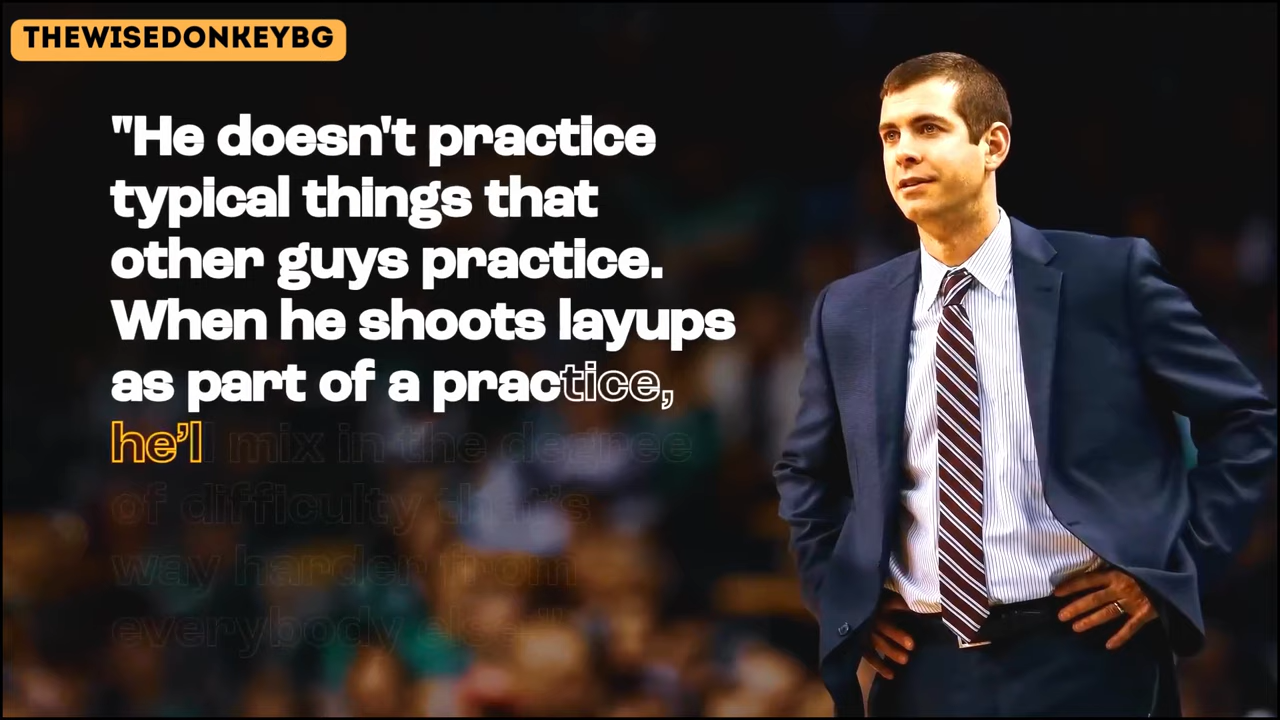 THEWISEDONKEYBG
"He doesn't practice
typical things that
other guys practice.
When he shoots layups
as part of a practice,
he’ll mix in the degree
of difficulty that's
way harder from
everybody else"